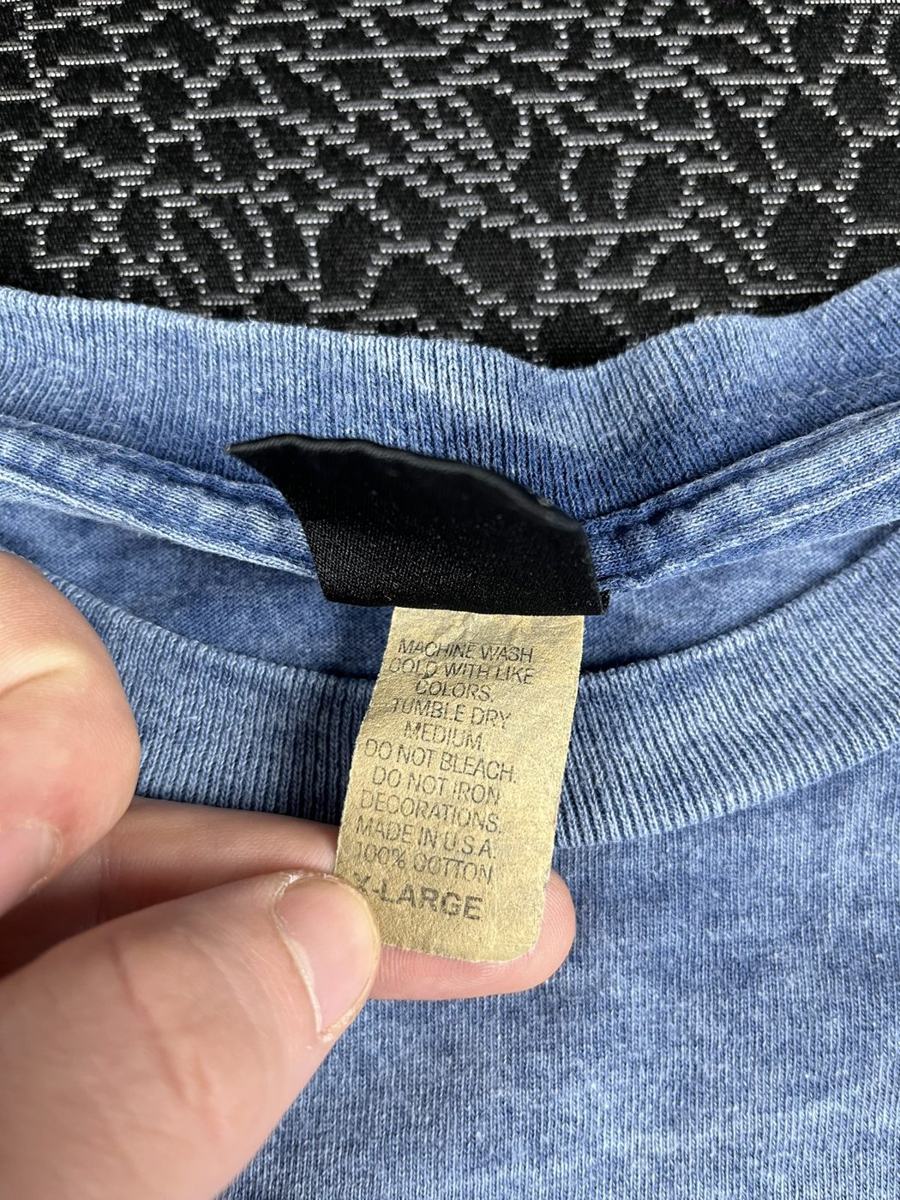 MACHINE WASH
COLD WITH LIKE
COLORS.
TUMBLE DRY
MEDIUM.
DO NOT BLEACH.
DO NOT IRON
DECORATIONS.
MADE IN U.S.A.
100% COTTON
X-LARGE